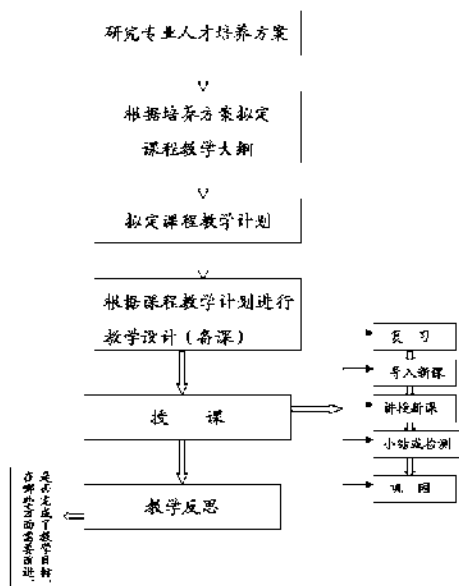 研究专业人才培养方案
根据培养方案拟定
课程教学大纲
拟定课程教学计划
根据课程教学计划进行
教学设计（备课）
授 课
教学反思
复 习
导入新课
讲授新课
小结或检测
巩 固
是否完成了教学目标，
在哪些方面需要改进。